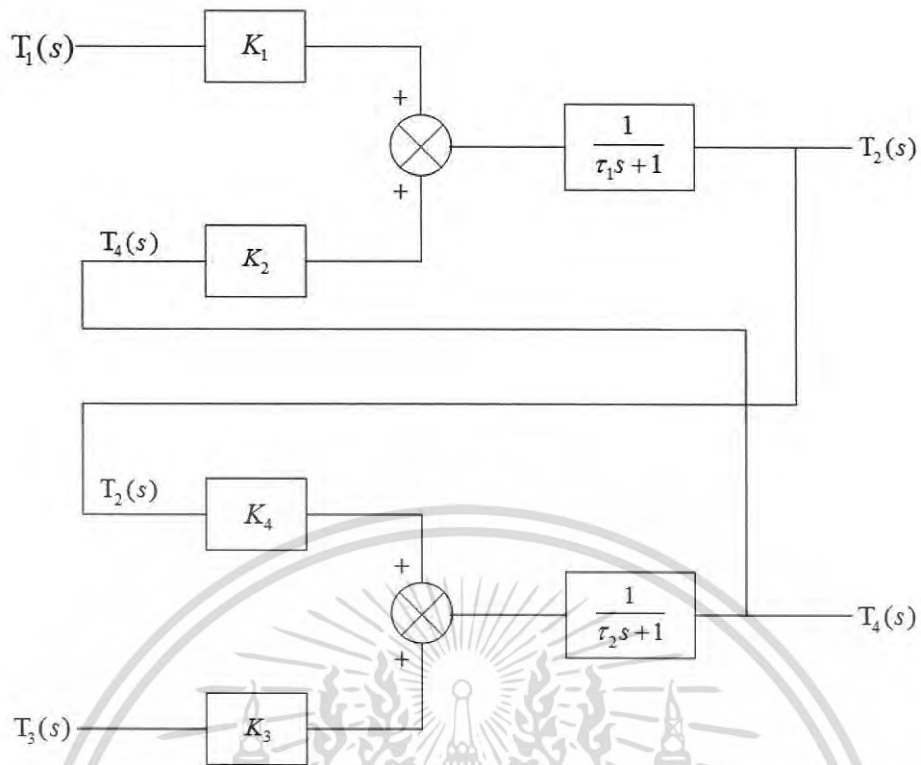 T₁(s)
K₁
+
+
1
τ₁s + 1
T₂(s)
T₄(s)
K₂
T₂(s)
K₄
+
+
1
τ₂s + 1
T₄(s)
T₃(s)
K₃